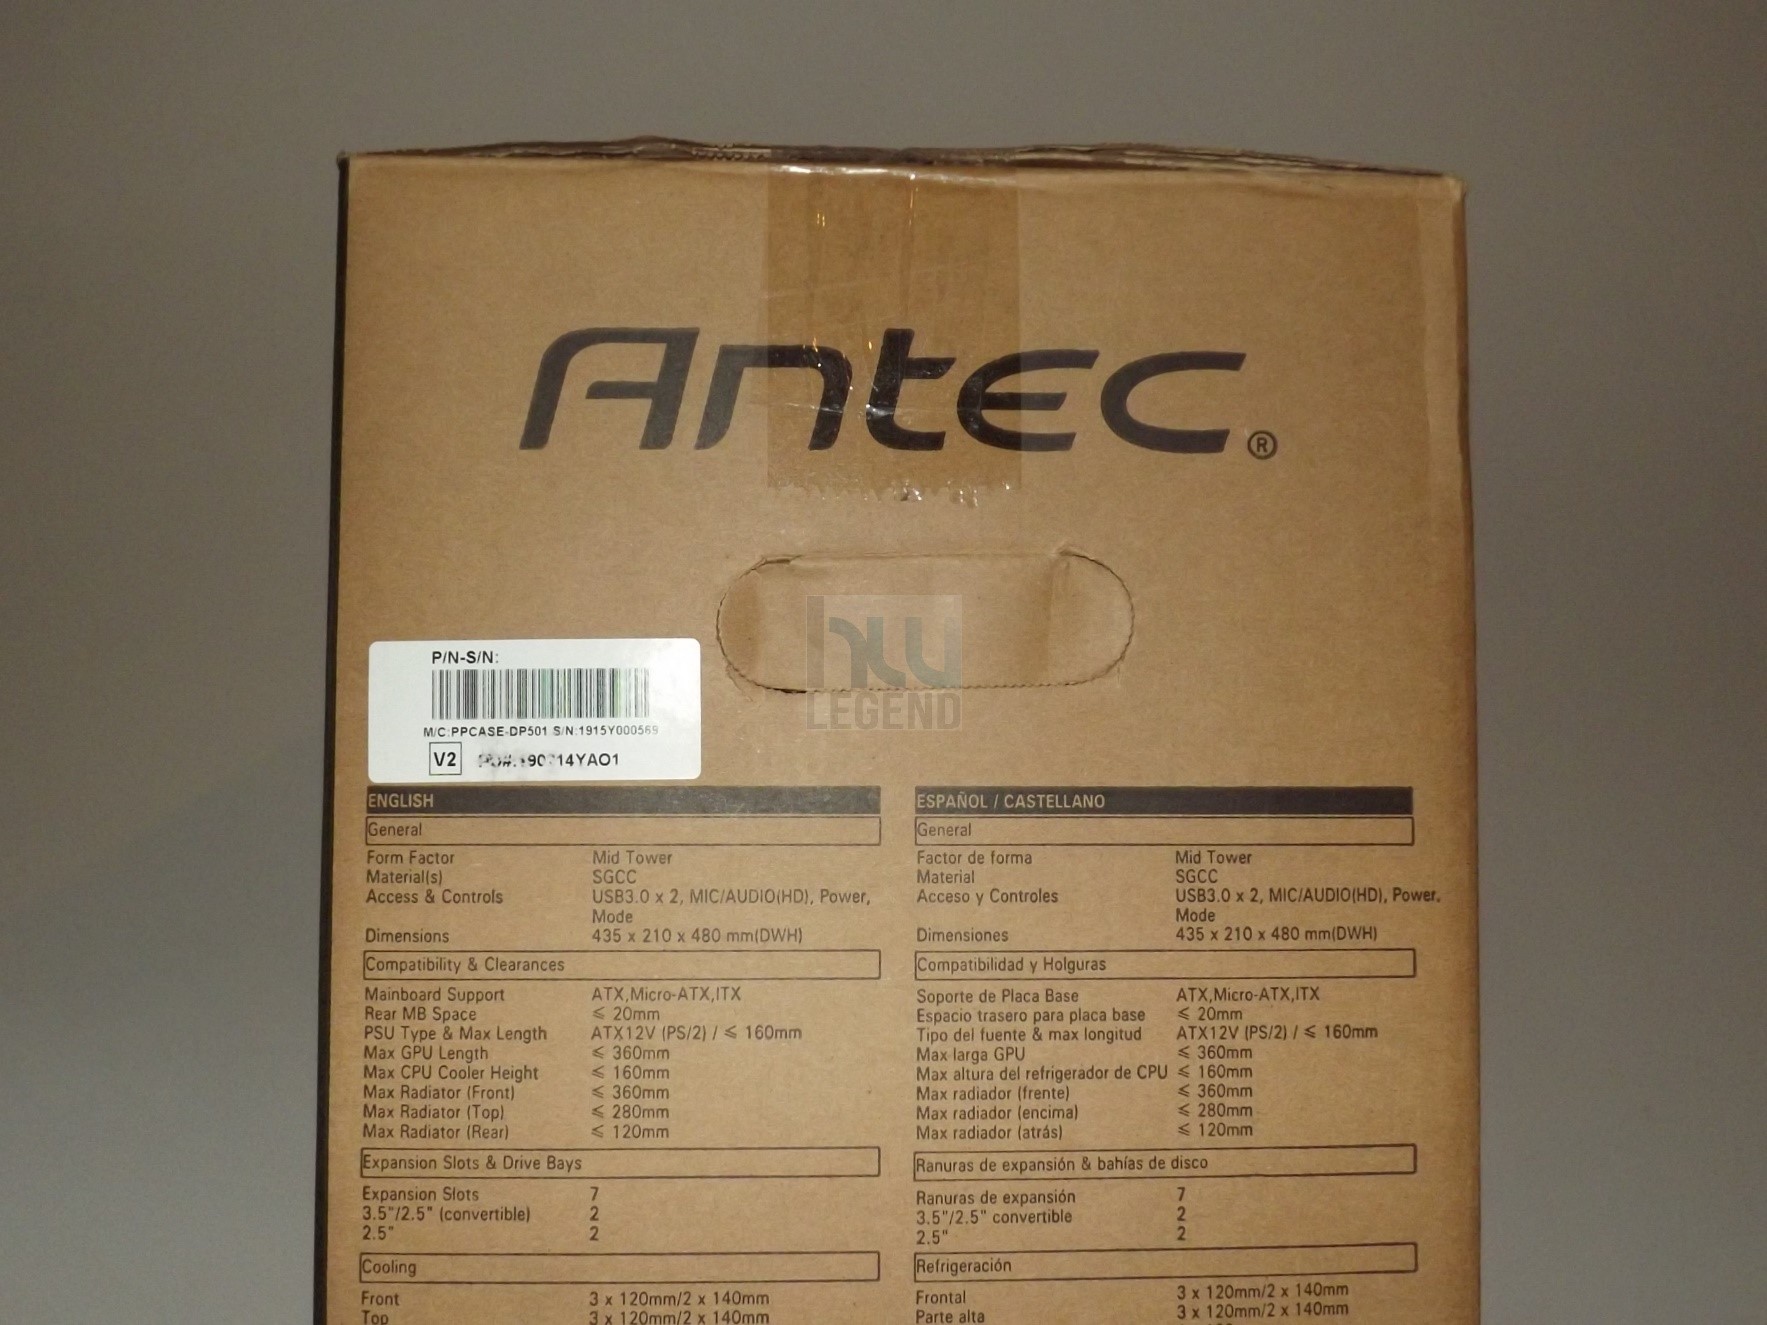 Antec®
P/N-S/N:
M/C:PPCASE-DP501 S/N:1915Y000569
V2
HW
LEGEND
ENGLISH
General
Form Factor Mid Tower
Material(s) SGCC
Access & Controls USB3.0 x 2, MIC/AUDIO(HD), Power,
Mode
Dimensions 435 x 210 x 480 mm(DWH)
Compatibility & Clearances
Mainboard Support ATX,Micro-ATX,ITX
Rear MB Space ⩽ 20mm
PSU Type & Max Length ATX12V (PS/2) / ⩽ 160mm
Max GPU Length ⩽ 360mm
Max CPU Cooler Height ⩽ 160mm
Max Radiator (Front) ⩽ 360mm
Max Radiator (Top) ⩽ 280mm
Max Radiator (Rear) ⩽ 120mm
Expansion Slots & Drive Bays
Expansion Slots 7
3.5"/2.5" (convertible) 2
2.5" 2
Cooling
Front 3 x 120mm/2 x 140mm
Top 3 x 120mm/2 x 140mm
ESPAÑOL / CASTELLANO
General
Factor de forma Mid Tower
Material SGCC
Acceso y Controles USB3.0 x 2, MIC/AUDIO(HD), Power.
Mode
Dimensiones 435 x 210 x 480 mm(DWH)
Compatibilidad y Holguras
Soporte de Placa Base ATX,Micro-ATX,ITX
Espacio trasero para placa base ⩽ 20mm
Tipo del fuente & max longitud ATX12V (PS/2) / ⩽ 160mm
Max larga GPU ⩽ 360mm
Max altura del refrigerador de CPU ⩽ 160mm
Max radiador (frente) ⩽ 360mm
Max radiador (encima) ⩽ 280mm
Max radiador (atrás) ⩽ 120mm
Ranuras de expansión & bahías de disco
Ranuras de expansión 7
3.5"/2.5" convertible 2
2.5" 2
Refrigeración
Frontal 3 x 120mm/2 x 140mm
Parte alta 3 x 120mm/2 x 140mm